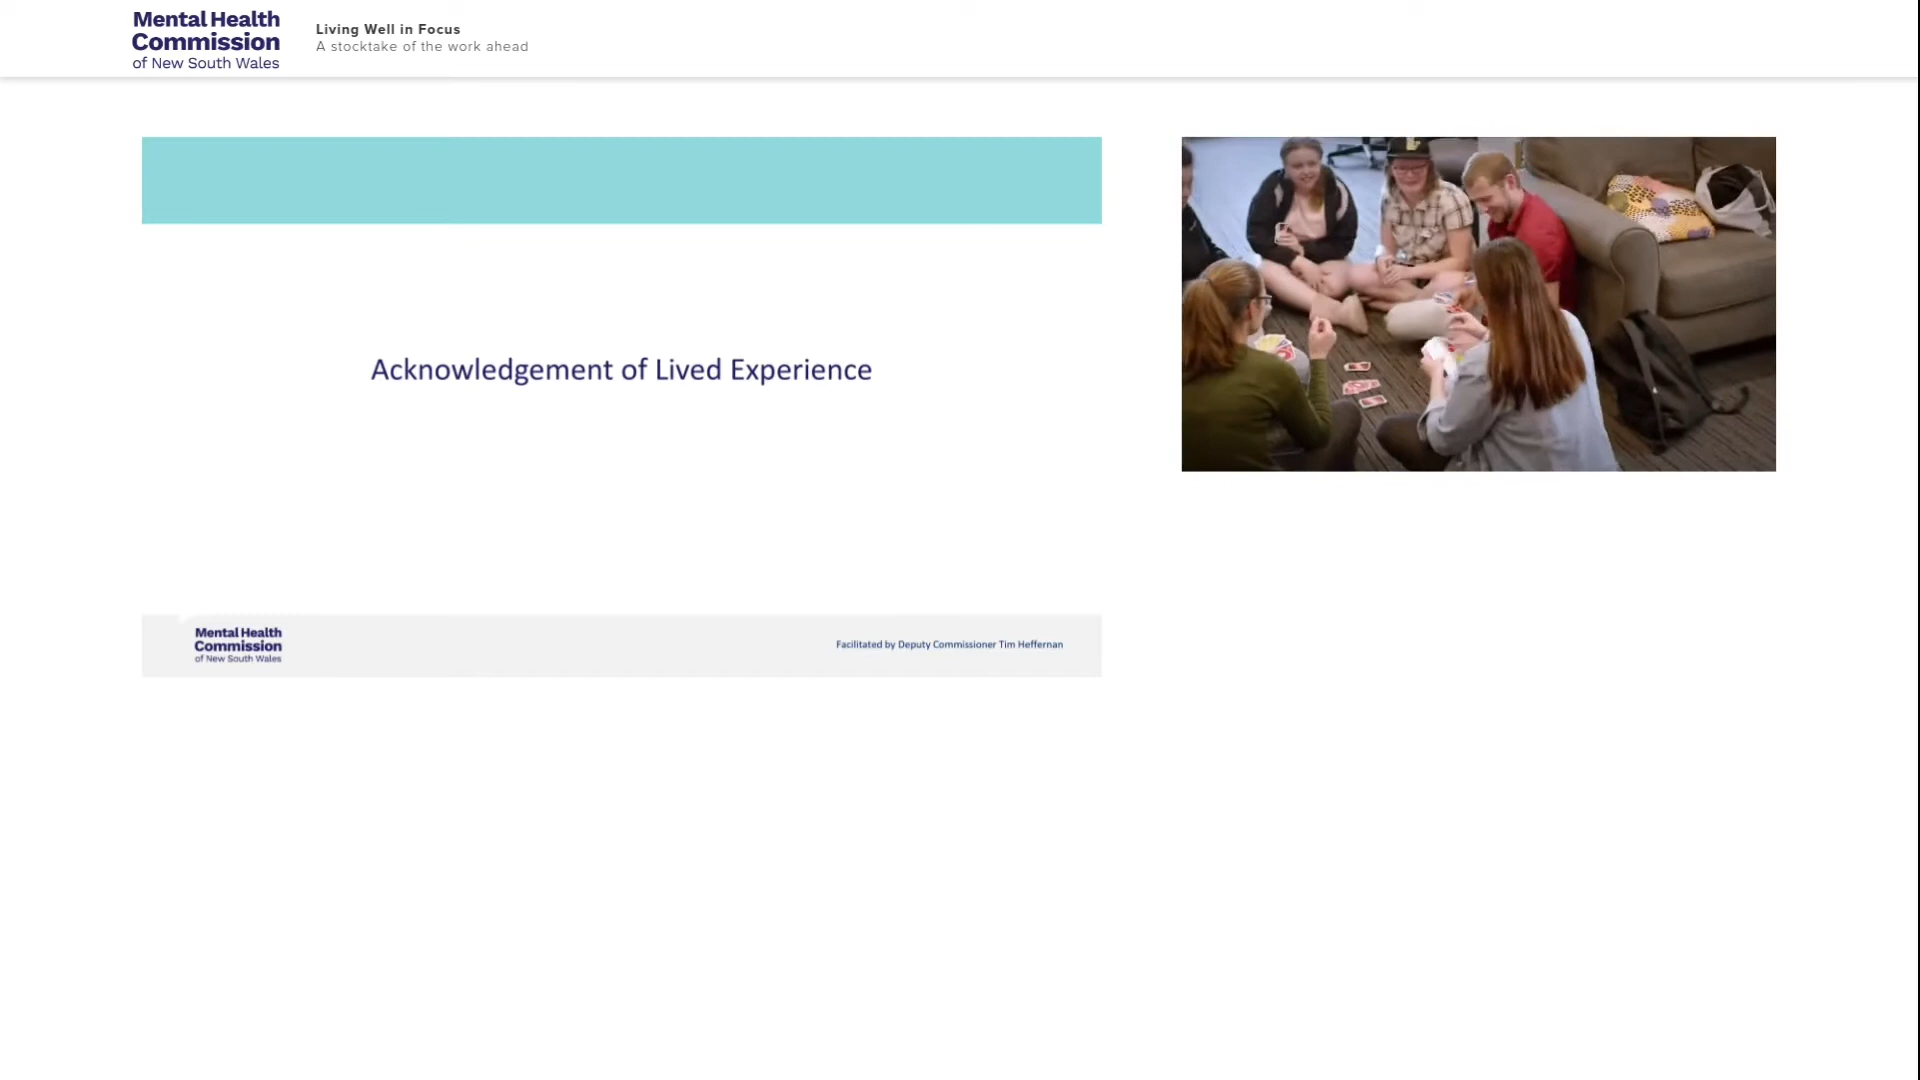 Mental Health
Commission
of New South Wales
Living Well in Focus
A stocktake of the work ahead
Acknowledgement of Lived Experience
Mental Health
Commission
of New South Wales
Facilitated by Deputy Commissioner Tim Heffernan